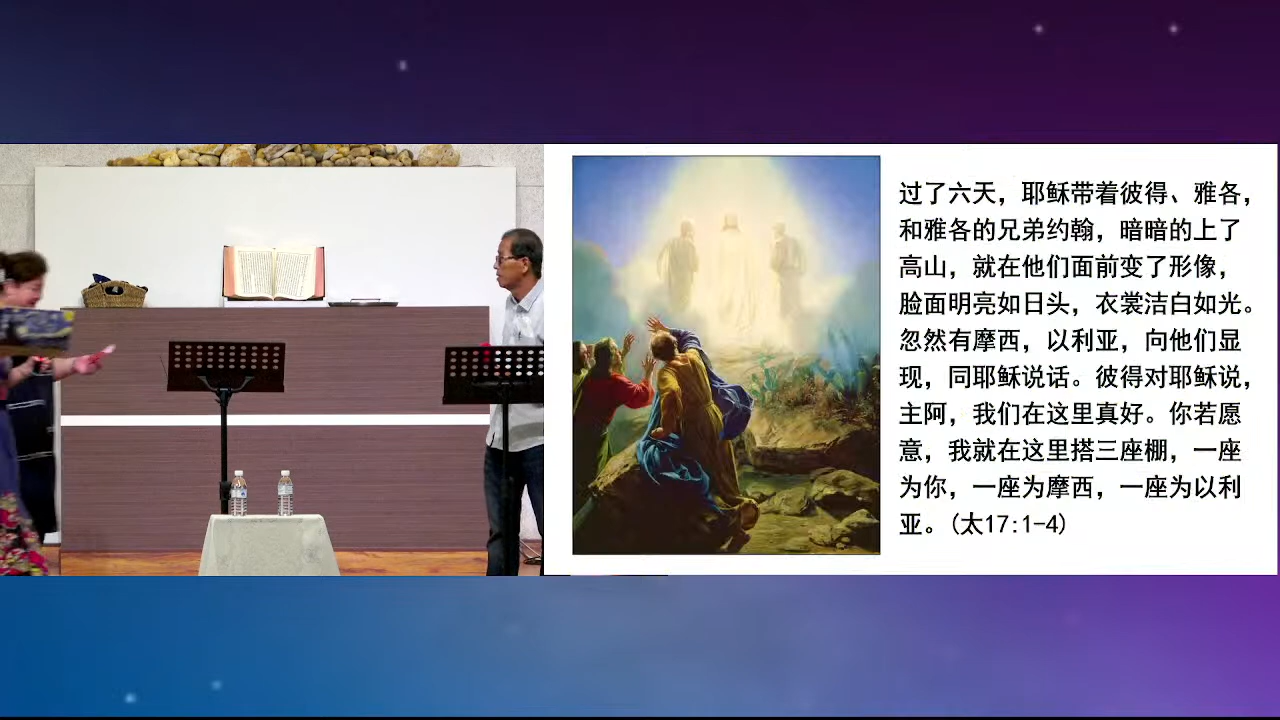 过了六天，耶稣带着彼得、雅各，
和雅各的兄弟约翰，暗暗的上了
高山，就在他们面前变了形像，
脸面明亮如日头，衣裳洁白如光。
忽然有摩西，以利亚，向他们显
现，同耶稣说话。彼得对耶稣说，
主阿，我们在这里真好。你若愿
意，我就在这里搭三座棚，一座
为你，一座为摩西，一座为以利
亚。(太17:1-4)